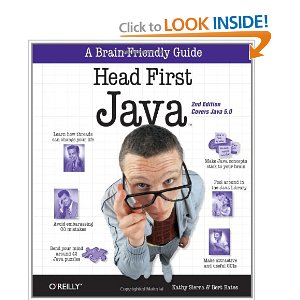 Click to LOOK INSIDE!
A Brain-Friendly Guide
Head First
Java
™
2nd Edition
Covers Java 5.0
Learn how threads
can change your life
Make Java concepts
stick to your brain
Fool around in
the Java Library
Avoid embarassing
OO mistakes
Bend your mind
around 42
Java puzzles
Make attractive
and useful GUIs
O'REILLY®
Kathy Sierra & Bert Bates